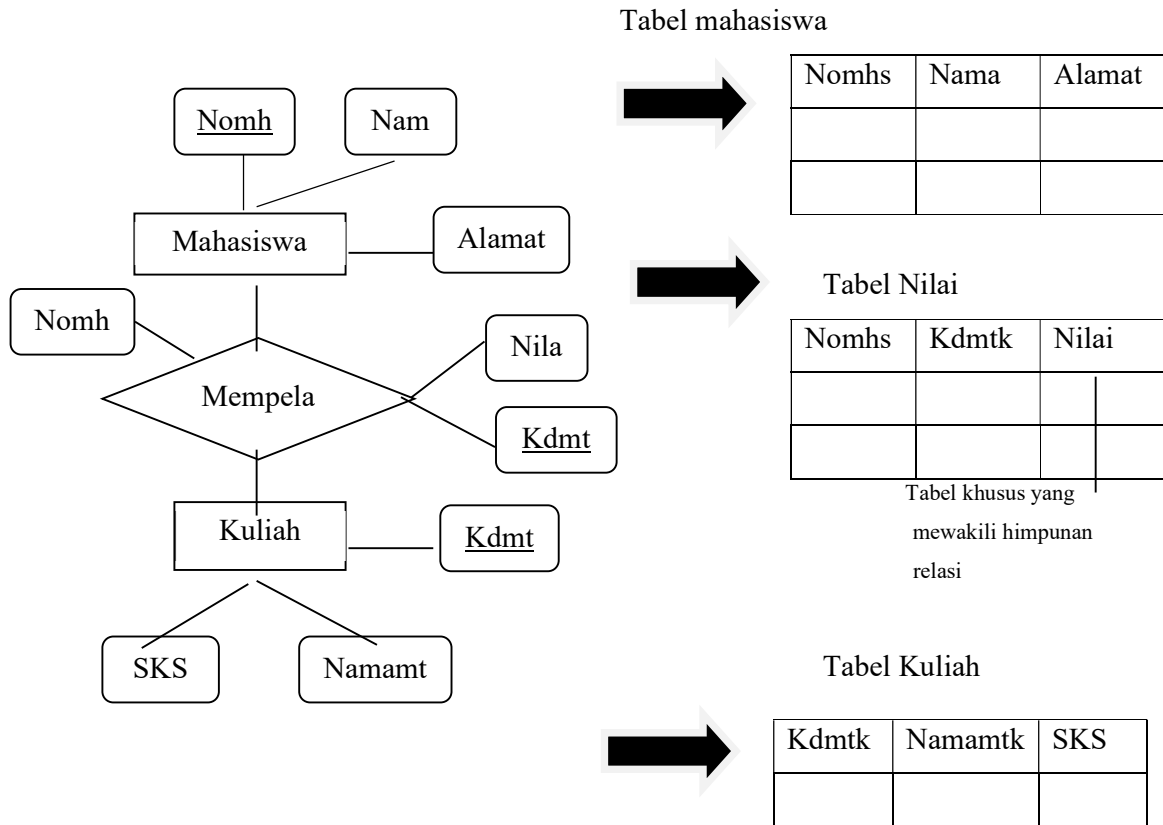 Tabel mahasiswa
Nomhs Nama Alamat
Nomh Nam
Mahasiswa Alamat
Tabel Nilai
Nomh
Nila
Nomhs Kdmtk Nilai
Mempela
Kdmt
Tabel khusus yang
mewakili himpunan
relasi
Kuliah Kdmt
SKS Namamt
Tabel Kuliah
Kdmtk Namamtk SKS